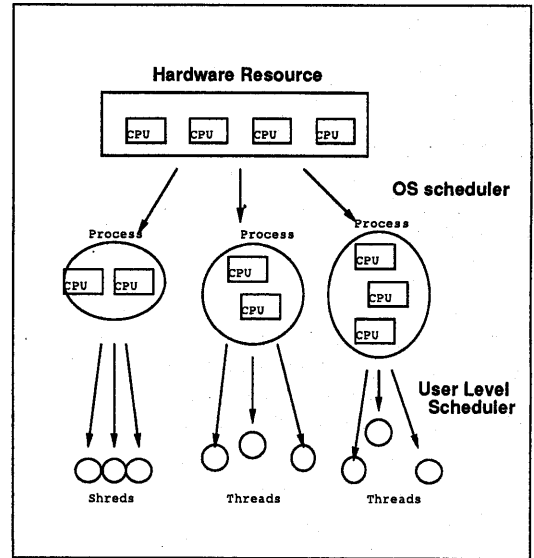 Hardware Resource
CPU CPU CPU CPU
OS scheduler
Process Process Process
CPU CPU
CPU
CPU
CPU
CPU
CPU
User Level
Scheduler
Shreds Threads Threads